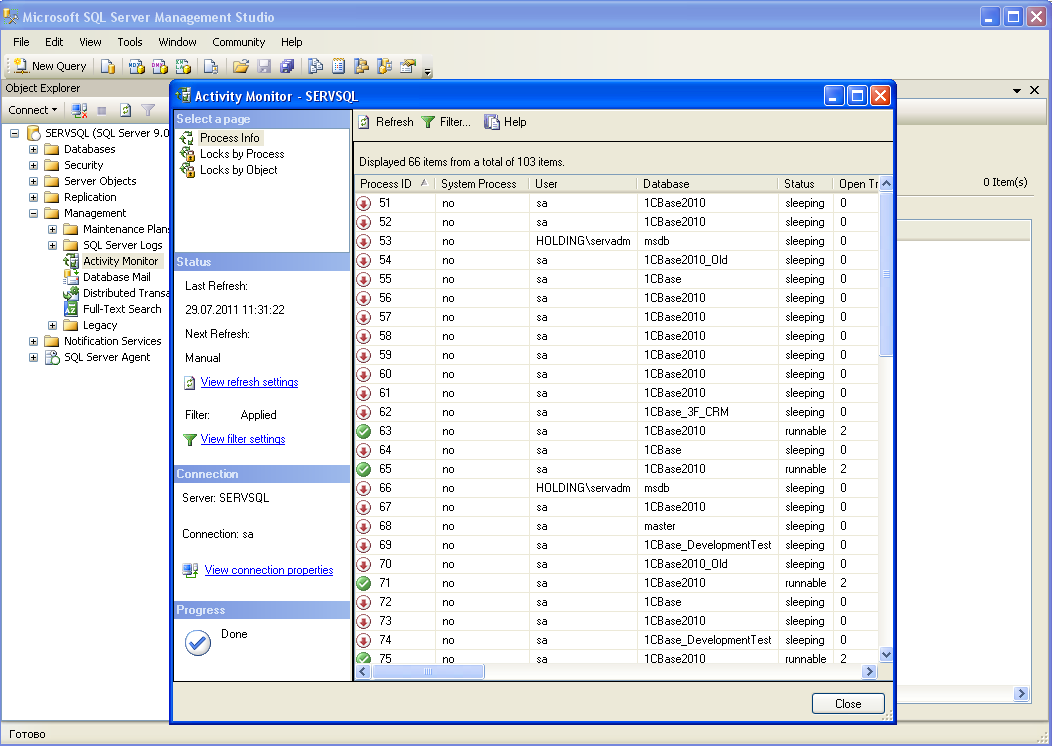 Microsoft SQL Server Management Studio
File Edit View Tools Window Community Help
New Query
Object Explorer
Connect
SERVSQL (SQL Server 9.0
Databases
Security
Server Objects
Replication
Management
Maintenance Plans
SQL Server Logs
Activity Monitor
Database Mail
Distributed Transa
Full-Text Search
Legacy
Notification Services
SQL Server Agent
0 Item(s)
Activity Monitor - SERVSQL
Select a page
Process Info
Locks by Process
Locks by Object
Status
Last Refresh:
29.07.2011 11:31:22
Next Refresh:
Manual
View refresh settings
Filter: Applied
View filter settings
Connection
Server: SERVSQL
Connection: sa
View connection properties
Progress
Done
Refresh Filter... Help
Displayed 66 items from a total of 103 items.
Process ID System Process User Database Status Open Tr
51 no sa 1CBase2010 sleeping 0
52 no sa 1CBase2010 sleeping 0
53 no HOLDING\servadm msdb sleeping 0
54 no sa 1CBase2010_Old sleeping 0
55 no sa 1CBase sleeping 0
56 no sa 1CBase2010 sleeping 0
57 no sa 1CBase2010 sleeping 0
58 no sa 1CBase2010 sleeping 0
59 no sa 1CBase2010 sleeping 0
60 no sa 1CBase2010 sleeping 0
61 no sa 1CBase2010 sleeping 0
62 no sa 1CBase_3F_CRM sleeping 0
63 no sa 1CBase2010 runnable 2
64 no sa 1CBase sleeping 0
65 no sa 1CBase2010 runnable 2
66 no HOLDING\servadm msdb sleeping 0
67 no sa 1CBase2010 sleeping 0
68 no sa master sleeping 0
69 no sa 1CBase_DevelopmentTest sleeping 0
70 no sa 1CBase2010_Old sleeping 0
71 no sa 1CBase2010 runnable 2
72 no sa 1CBase sleeping 0
73 no sa 1CBase2010 sleeping 0
74 no sa 1CBase_DevelopmentTest sleeping 0
75 no sa 1CBase2010 runnable 2
Close
Готово